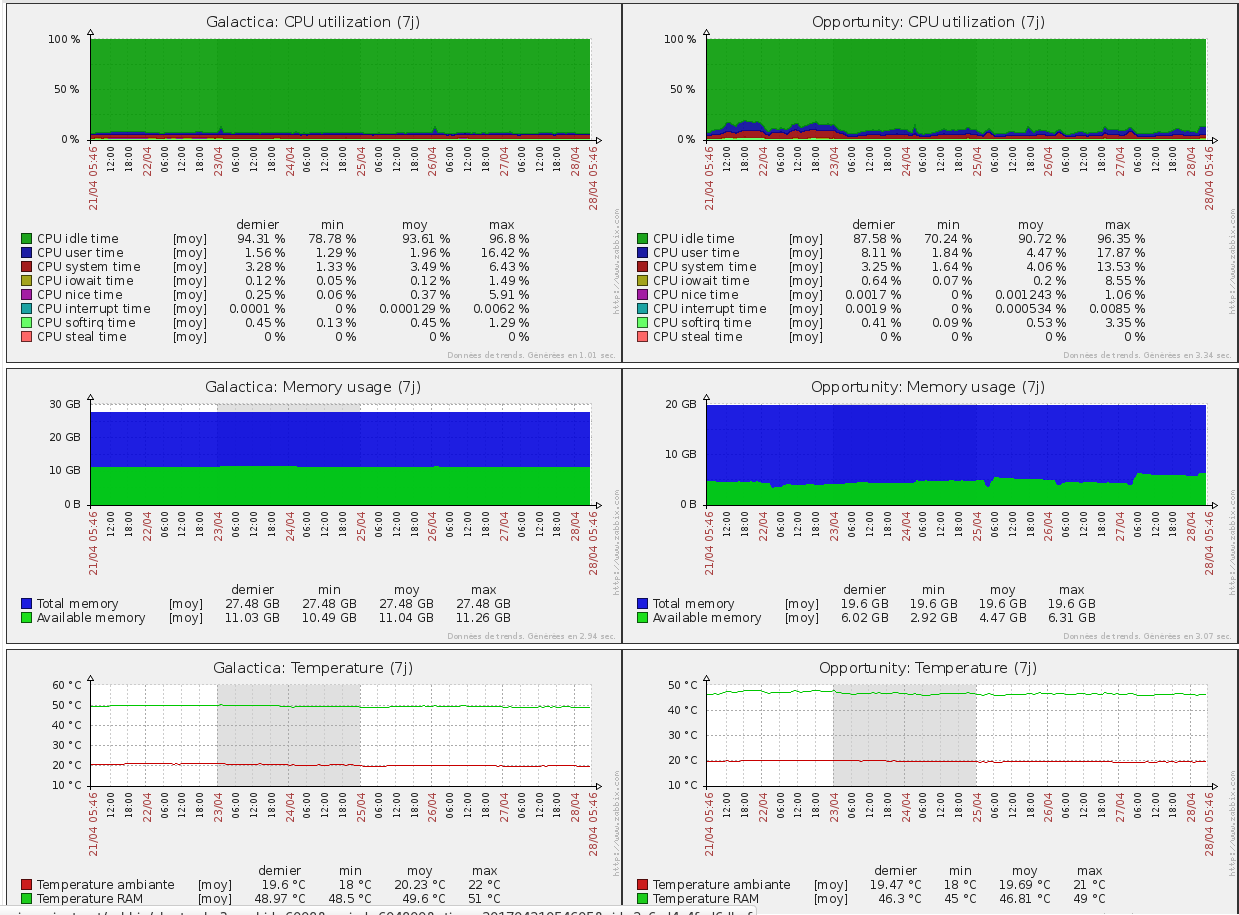 Galactica: CPU utilization (7j)
100 %
50 %
0 %
21/04 05:46 12:00 18:00 22/04 06:00 12:00 18:00 23/04 06:00 12:00 18:00 24/04 06:00 12:00 18:00 25/04 06:00 12:00 18:00 26/04 06:00 12:00 18:00 27/04 06:00 12:00 18:00 28/04 28/04 05:46
dernier min moy max
CPU idle time [moy] 94.31 % 78.78 % 93.61 % 96.8 %
CPU user time [moy] 1.56 % 1.29 % 1.96 % 16.42 %
CPU system time [moy] 3.28 % 1.33 % 3.49 % 6.43 %
CPU iowait time [moy] 0.12 % 0.05 % 0.12 % 1.49 %
CPU nice time [moy] 0.25 % 0.06 % 0.37 % 5.91 %
CPU interrupt time [moy] 0.0001 % 0 % 0.000129 % 0.0062 %
CPU softirq time [moy] 0.45 % 0.13 % 0.45 % 1.29 %
CPU steal time [moy] 0 % 0 % 0 % 0 %
Données de trends. Générées en 1.01 sec.
http://www.zabbix.com
Opportunity: CPU utilization (7j)
100 %
50 %
0 %
21/04 05:46 12:00 18:00 22/04 06:00 12:00 18:00 23/04 06:00 12:00 18:00 24/04 06:00 12:00 18:00 25/04 06:00 12:00 18:00 26/04 06:00 12:00 18:00 27/04 06:00 12:00 18:00 28/04 28/04 05:46
dernier min moy max
CPU idle time [moy] 87.58 % 70.24 % 90.72 % 96.35 %
CPU user time [moy] 8.11 % 1.84 % 4.47 % 17.87 %
CPU system time [moy] 3.25 % 1.64 % 4.06 % 13.53 %
CPU iowait time [moy] 0.64 % 0.07 % 0.2 % 8.55 %
CPU nice time [moy] 0.0017 % 0 % 0.001243 % 1.06 %
CPU interrupt time [moy] 0.0019 % 0 % 0.000534 % 0.0085 %
CPU softirq time [moy] 0.41 % 0.09 % 0.53 % 3.35 %
CPU steal time [moy] 0 % 0 % 0 % 0 %
Données de trends. Générées en 3.34 sec.
http://www.zabbix.com
Galactica: Memory usage (7j)
30 GB
20 GB
10 GB
0 B
21/04 05:46 12:00 18:00 22/04 06:00 12:00 18:00 23/04 06:00 12:00 18:00 24/04 06:00 12:00 18:00 25/04 06:00 12:00 18:00 26/04 06:00 12:00 18:00 27/04 06:00 12:00 18:00 28/04 28/04 05:46
dernier min moy max
Total memory [moy] 27.48 GB 27.48 GB 27.48 GB 27.48 GB
Available memory [moy] 11.03 GB 10.49 GB 11.04 GB 11.26 GB
Données de trends. Générées en 2.94 sec.
http://www.zabbix.com
Opportunity: Memory usage (7j)
20 GB
10 GB
0 B
21/04 05:46 12:00 18:00 22/04 06:00 12:00 18:00 23/04 06:00 12:00 18:00 24/04 06:00 12:00 18:00 25/04 06:00 12:00 18:00 26/04 06:00 12:00 18:00 27/04 06:00 12:00 18:00 28/04 28/04 05:46
dernier min moy max
Total memory [moy] 19.6 GB 19.6 GB 19.6 GB 19.6 GB
Available memory [moy] 6.02 GB 2.92 GB 4.47 GB 6.31 GB
Données de trends. Générées en 3.07 sec.
http://www.zabbix.com
Galactica: Temperature (7j)
60 °C
50 °C
40 °C
30 °C
20 °C
10 °C
21/04 05:46 12:00 18:00 22/04 06:00 12:00 18:00 23/04 06:00 12:00 18:00 24/04 06:00 12:00 18:00 25/04 06:00 12:00 18:00 26/04 06:00 12:00 18:00 27/04 06:00 12:00 18:00 28/04 28/04 05:46
dernier min moy max
Temperature ambiante [moy] 19.6 °C 18 °C 20.23 °C 22 °C
Temperature RAM [moy] 48.97 °C 48.5 °C 49.6 °C 51 °C
http://www.zabbix.com
Opportunity: Temperature (7j)
50 °C
40 °C
30 °C
20 °C
10 °C
21/04 05:46 12:00 18:00 22/04 06:00 12:00 18:00 23/04 06:00 12:00 18:00 24/04 06:00 12:00 18:00 25/04 06:00 12:00 18:00 26/04 06:00 12:00 18:00 27/04 06:00 12:00 18:00 28/04 28/04 05:46
dernier min moy max
Temperature ambiante [moy] 19.47 °C 18 °C 19.69 °C 21 °C
Temperature RAM [moy] 46.3 °C 45 °C 46.81 °C 49 °C
http://www.zabbix.com